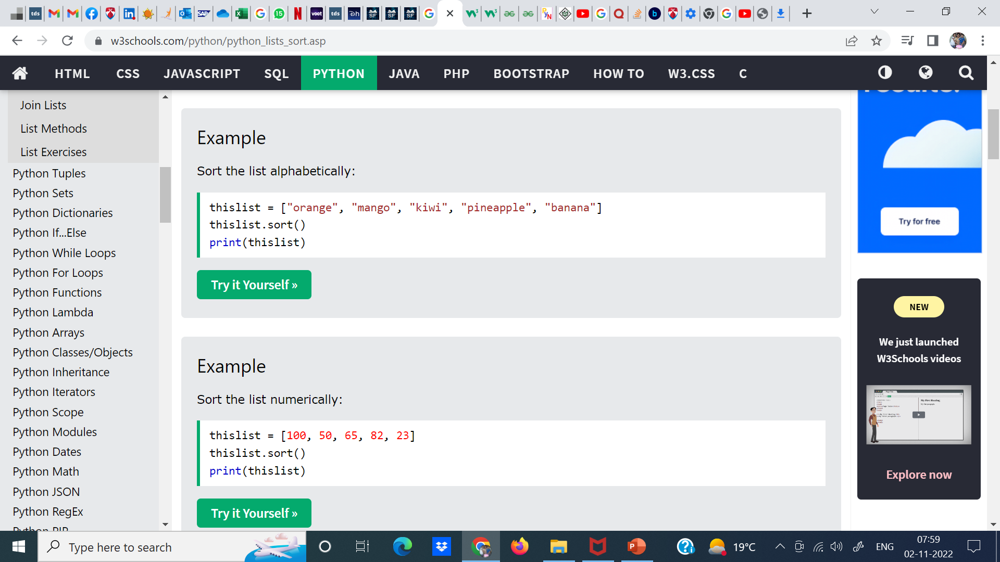 w3schools.com/python/python_lists_sort.asp
HTML CSS JAVASCRIPT SQL PYTHON JAVA PHP BOOTSTRAP HOW TO W3.CSS C
Join Lists
List Methods
List Exercises
Python Tuples
Python Sets
Python Dictionaries
Python If...Else
Python While Loops
Python For Loops
Python Functions
Python Lambda
Python Arrays
Python Classes/Objects
Python Inheritance
Python Iterators
Python Scope
Python Modules
Python Dates
Python Math
Python JSON
Python RegEx
Python PIP
Example
Sort the list alphabetically:
thislist = ["orange", "mango", "kiwi", "pineapple", "banana"]
thislist.sort()
print(thislist)
Try it Yourself »
Example
Sort the list numerically:
thislist = [100, 50, 65, 82, 23]
thislist.sort()
print(thislist)
Try it Yourself »
results.
Try for free
NEW
We just launched
W3Schools videos
My First Heading
Explore now
Type here to search
19°C
ENG
07:59
02-11-2022